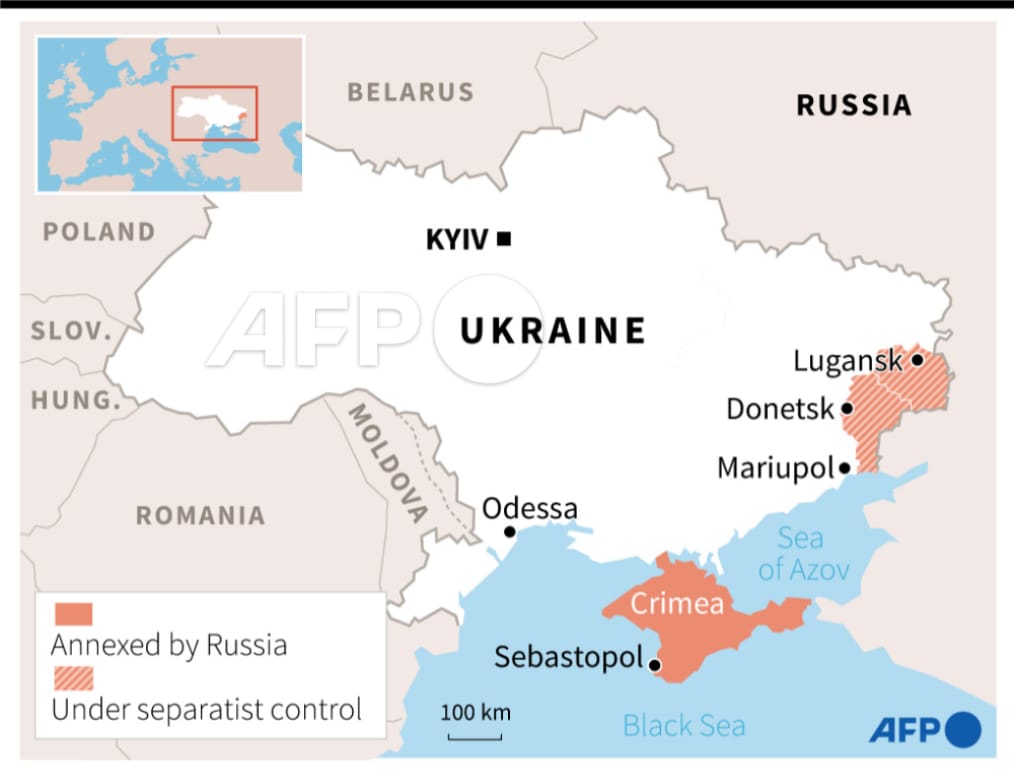 BELARUS
RUSSIA
POLAND
KYIV
AFP
UKRAINE
SLOV.
Lugansk
HUNG.
Donetsk
MOLDOVA
Mariupol
Odessa
ROMANIA
Sea
of Azov
Crimea
Annexed by Russia
Sebastopol
Under separatist control
100 km
Black Sea
AFP